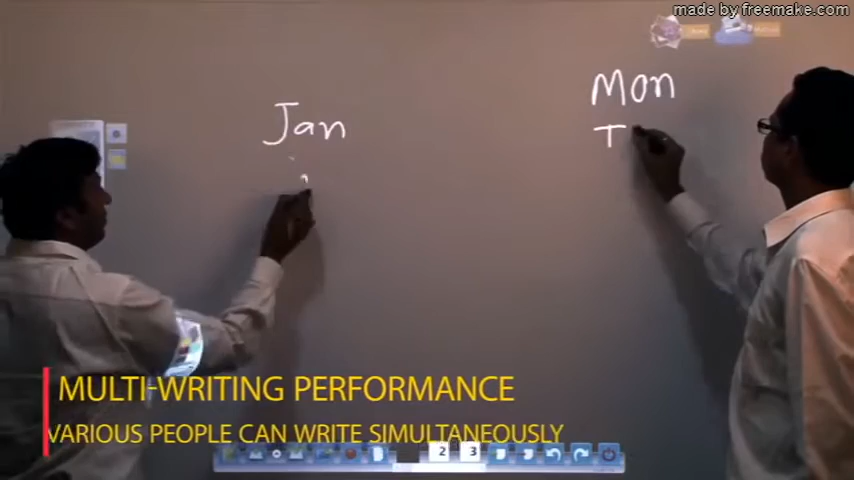 made by freemake.com
Jan
Mon
T
MULTI-WRITING PERFORMANCE
VARIOUS PEOPLE CAN WRITE SIMULTANEOUSLY
2 3